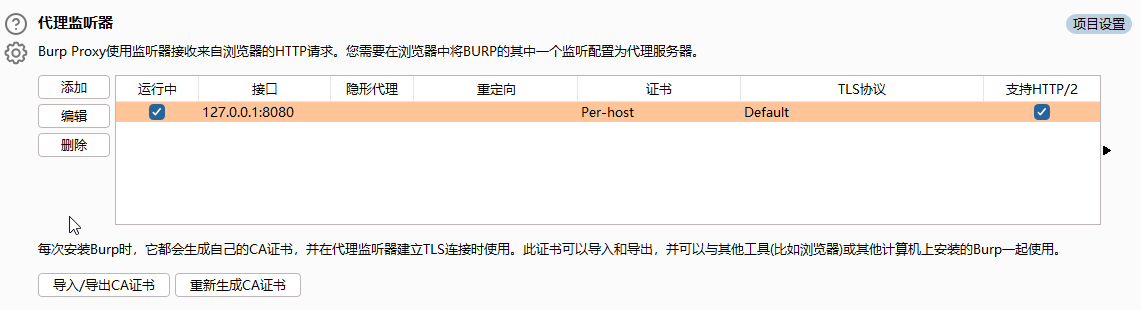 代理监听器
项目设置
Burp Proxy使用监听器接收来自浏览器的HTTP请求。您需要在浏览器中将BURP的其中一个监听配置为代理服务器。
添加
编辑
删除
运行中 接口 隐形代理 重定向 证书 TLS协议 支持HTTP/2
127.0.0.1:8080 Per-host Default
每次安装Burp时，它都会生成自己的CA证书，并在代理监听器建立TLS连接时使用。此证书可以导入和导出，并可以与其他工具(比如浏览器)或其他计算机上安装的Burp一起使用。
导入/导出CA证书 重新生成CA证书